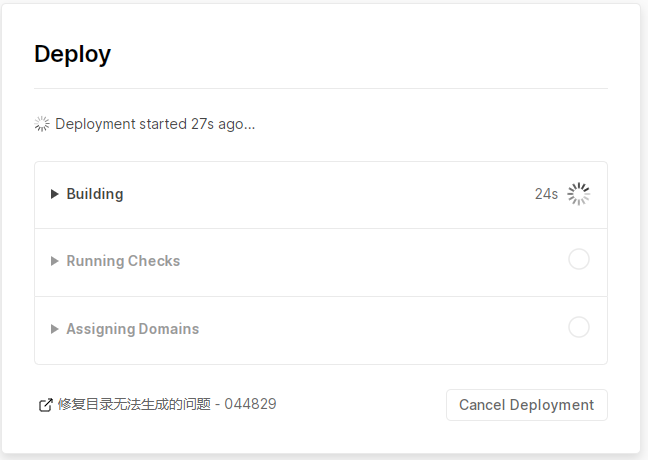 Deploy
Deployment started 27s ago...
Building 24s
Running Checks
Assigning Domains
修复目录无法生成的问题 - 044829 Cancel Deployment